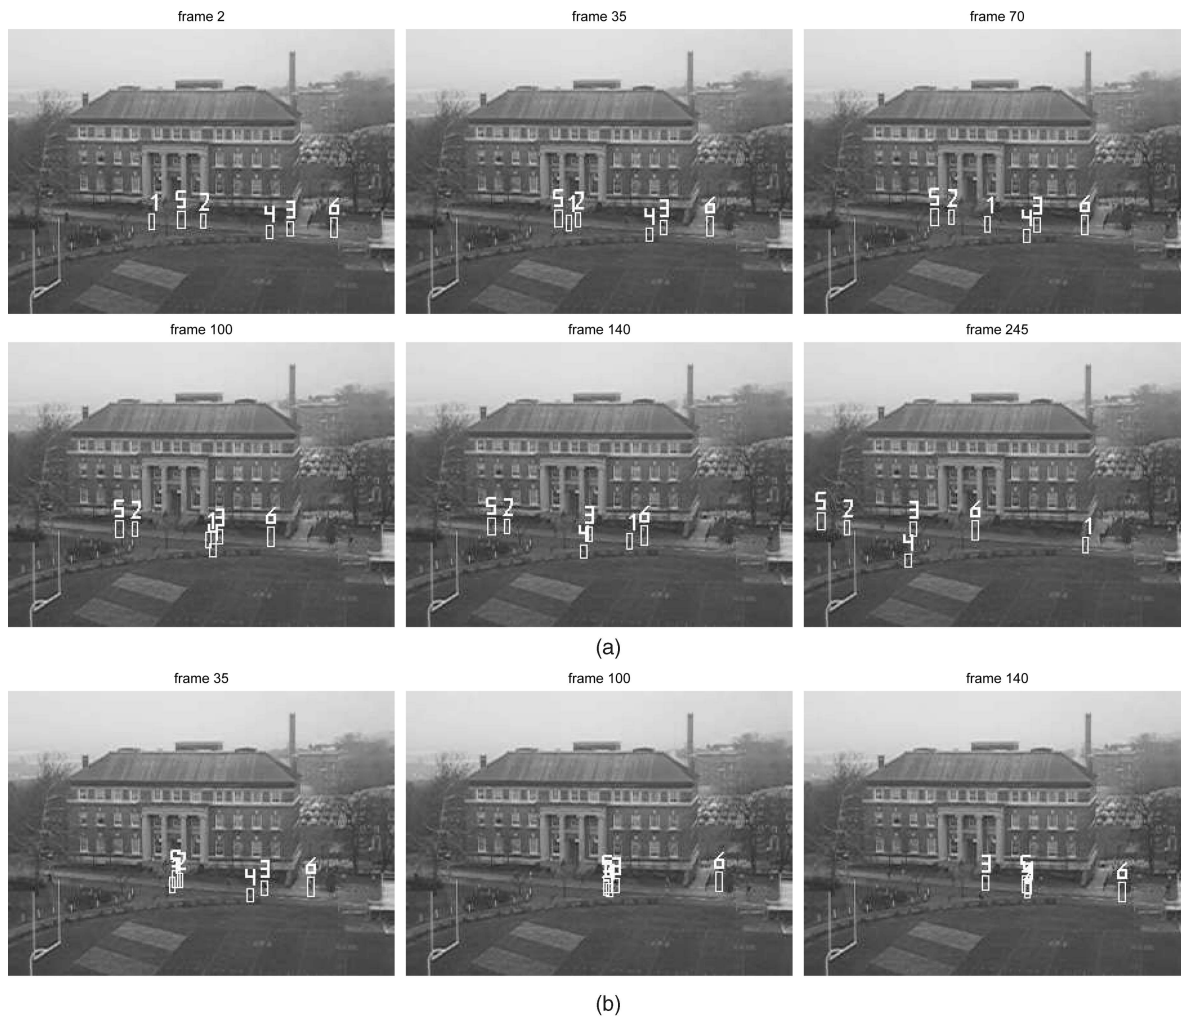 frame 2
frame 35
frame 70
1 5 2 4 3 6
5 1 2 4 3 6
5 2 1 4 3 6
frame 100
frame 140
frame 245
5 2 1 3 6
5 2 4 3 1 6
5 2 3 4 6 1
(a)
frame 35
frame 100
frame 140
2 4 3 6
3 6
3 6
(b)